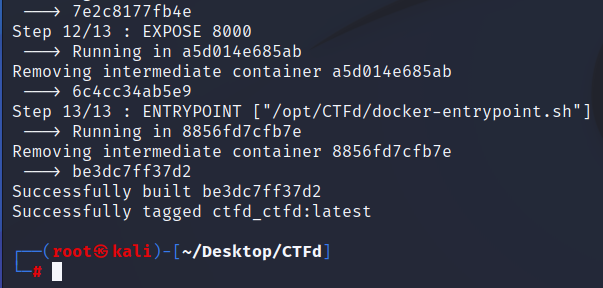 ---> 7e2c8177fb4e
Step 12/13 : EXPOSE 8000
---> Running in a5d014e685ab
Removing intermediate container a5d014e685ab
---> 6c4cc34ab5e9
Step 13/13 : ENTRYPOINT ["/opt/CTFd/docker-entrypoint.sh"]
---> Running in 8856fd7cfb7e
Removing intermediate container 8856fd7cfb7e
---> be3dc7ff37d2
Successfully built be3dc7ff37d2
Successfully tagged ctfd_ctfd:latest
┌──(root㉿kali)-[~/Desktop/CTFd]
└─#